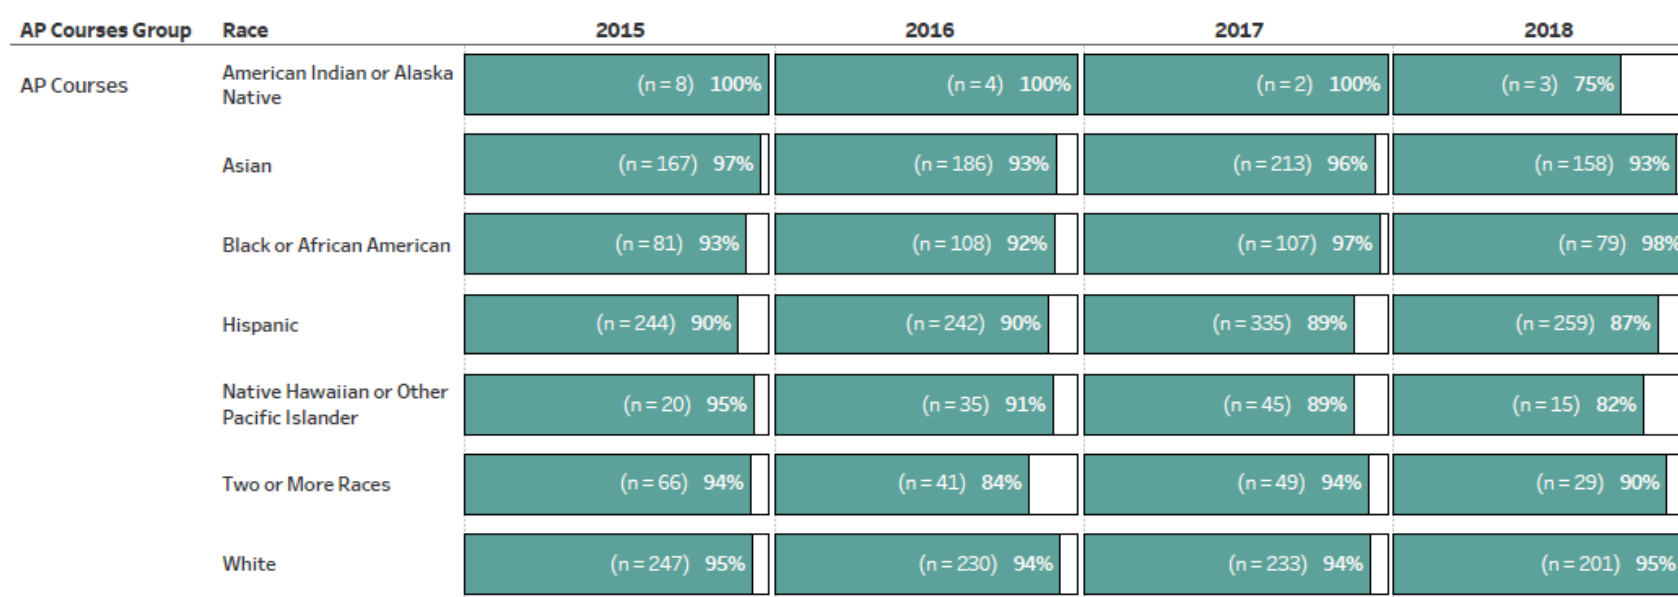 AP Courses Group Race 2015 2016 2017 2018
American Indian or Alaska
AP Courses (n = 8) 100% (n = 4) 100% (n = 2) 100% (n = 3) 75%
Native
Asian (n = 167) 97% (n = 186) 93% (n = 213) 96% (n = 158) 93%
Black or African American (n = 81) 93% (n = 108) 92% (n = 107) 97% (n = 79) 98%
Hispanic (n = 244) 90% (n = 242) 90% (n = 335) 89% (n = 259) 87%
Native Hawaiian or Other
(n = 20) 95% (n = 35) 91% (n = 45) 89% (n = 15) 82%
Pacific Islander
Two or More Races (n = 66) 94% (n = 41) 84% (n = 49) 94% (n = 29) 90%
White (n = 247) 95% (n = 230) 94% (n = 233) 94% (n = 201) 95%